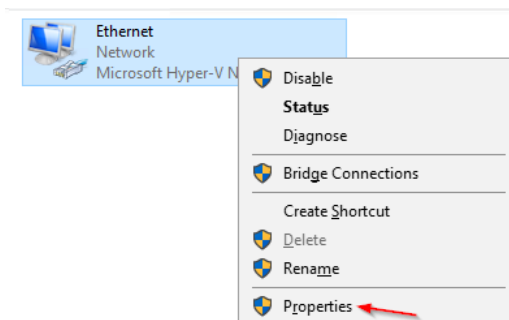 Ethernet
Network
Microsoft Hyper-V N
Disable
Status
Diagnose
Bridge Connections
Create Shortcut
Delete
Rename
Properties